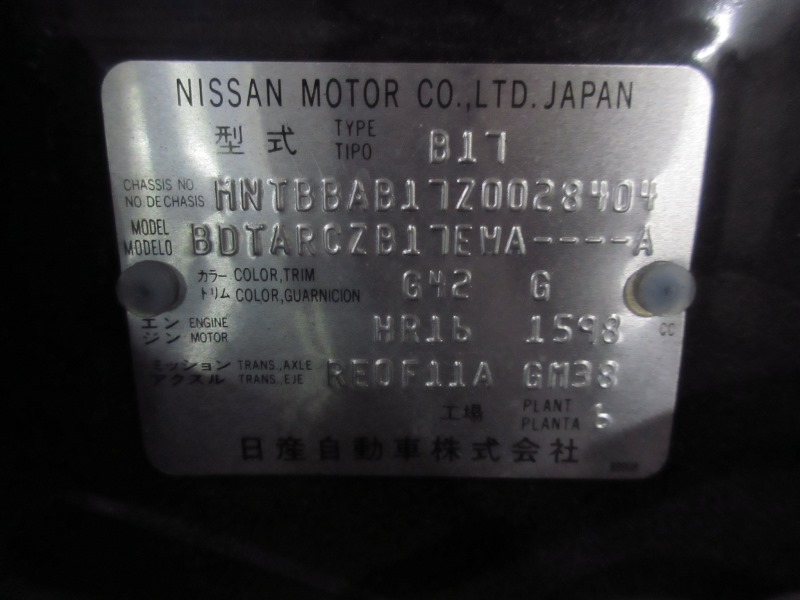 NISSAN MOTOR CO.,LTD. JAPAN
型式 TYPE TIPO B17
CHASSIS NO. NO DE CHASIS MNTBBAB17Z0028404
MODEL MODELO BDTARCZB17EWA----A
カラー COLOR,TRIM トリム COLOR,GUARNICION G42 G
エンジン ENGINE MOTOR HR16 1598 CC
ミッション TRANS.,AXLE アクスル TRANS.,EJE RE0F11A GM38
工場 PLANT PLANTA 6
日産自動車株式会社